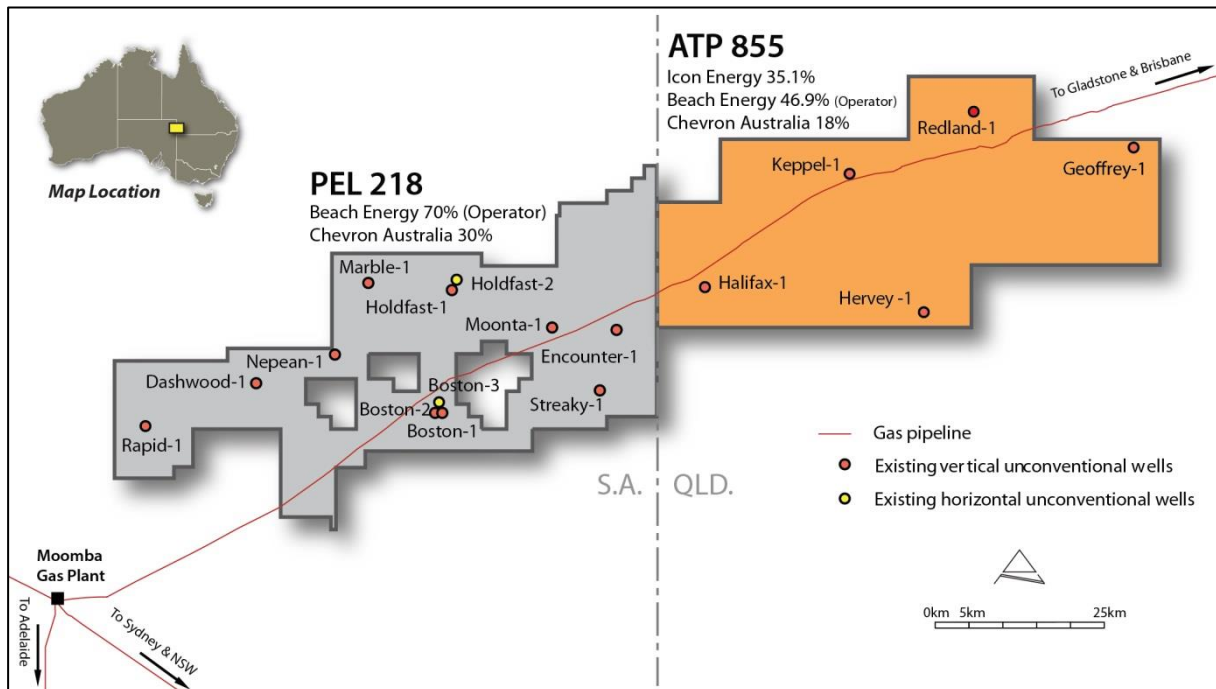 Map Location
ATP 855
Icon Energy 35.1%
Beach Energy 46.9% (Operator)
Chevron Australia 18%
To Gladstone & Brisbane
Redland-1
Keppel-1
Geoffrey-1
PEL 218
Beach Energy 70% (Operator)
Chevron Australia 30%
Marble-1
Holdfast-2
Holdfast-1
Halifax-1
Hervey -1
Moonta-1
Encounter-1
Nepean-1
Dashwood-1
Boston-3
Streaky-1
Boston-2
Boston-1
Rapid-1
S.A.
QLD.
Gas pipeline
Existing vertical unconventional wells
Existing horizontal unconventional wells
Moomba
Gas Plant
To Adelaide
To Sydney & NSW
0km 5km 25km